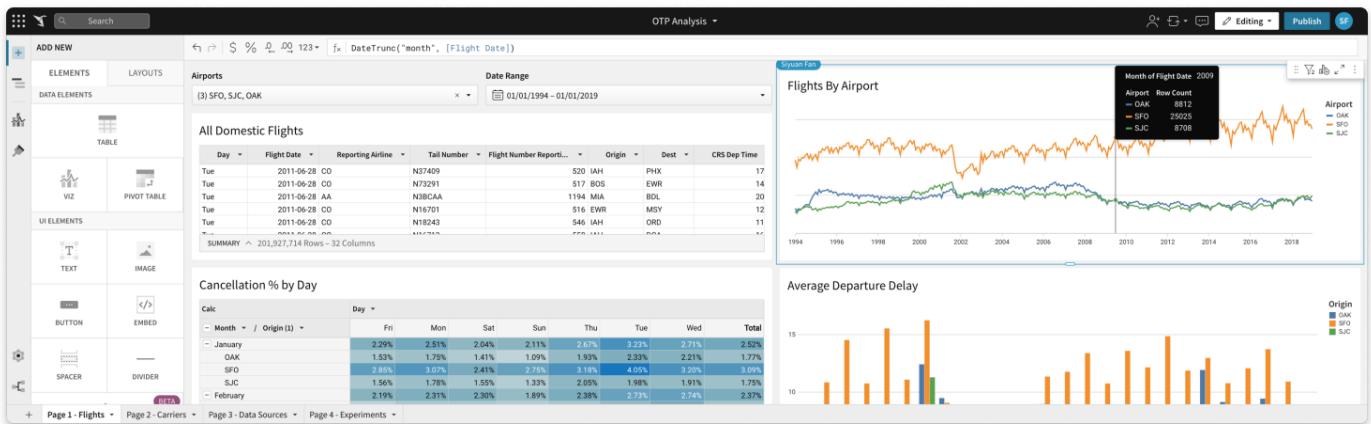 Search
OTP Analysis
Editing
Publish
SF
ADD NEW
$ % .0 .00 123
fx DateTrunc("month", [Flight Date])
ELEMENTS LAYOUTS
DATA ELEMENTS
TABLE
VIZ PIVOT TABLE
UI ELEMENTS
TEXT IMAGE
BUTTON EMBED
SPACER DIVIDER
BETA
Airports
(3) SFO, SJC, OAK
Date Range
01/01/1994 – 01/01/2019
All Domestic Flights
Day Flight Date Reporting Airline Tail Number Flight Number Reporti... Origin Dest CRS Dep Time
Tue 2011-06-28 CO N37409 520 IAH PHX 17
Tue 2011-06-28 CO N73291 517 BOS EWR 14
Tue 2011-06-28 AA N3BCAA 1194 MIA BDL 20
Tue 2011-06-28 CO N16701 516 EWR MSY 12
Tue 2011-06-28 CO N18243 546 IAH ORD 11
SUMMARY 201,927,714 Rows – 32 Columns
Siyuan Fan
Flights By Airport
Month of Flight Date 2009
Airport Row Count
OAK 8812
SFO 25025
SJC 8708
Airport
OAK
SFO
SJC
1994 1996 1998 2000 2002 2004 2006 2008 2010 2012 2014 2016 2018
Cancellation % by Day
Calc Day
Month / Origin (1) Fri Mon Sat Sun Thu Tue Wed Total
January 2.29% 2.51% 2.04% 2.11% 2.67% 3.23% 2.71% 2.52%
OAK 1.53% 1.75% 1.41% 1.09% 1.93% 2.33% 2.21% 1.77%
SFO 2.85% 3.07% 2.41% 2.75% 3.18% 4.05% 3.20% 3.09%
SJC 1.56% 1.78% 1.55% 1.33% 2.05% 1.98% 1.91% 1.75%
February 2.19% 2.31% 2.30% 1.89% 2.38% 2.73% 2.74% 2.37%
Average Departure Delay
Origin
OAK
SFO
SJC
15
10
Page 1 - Flights Page 2 - Carriers Page 3 - Data Sources Page 4 - Experiments